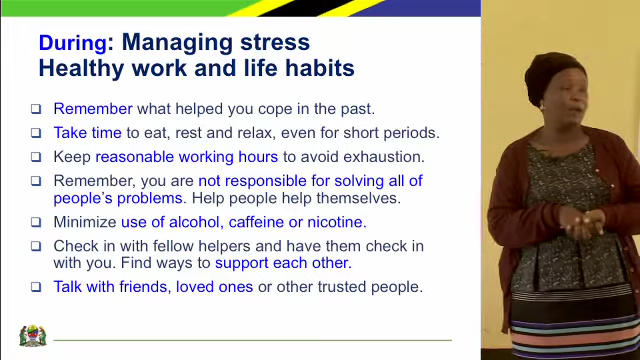 During: Managing stress
Healthy work and life habits
❑ Remember what helped you cope in the past.
❑ Take time to eat, rest and relax, even for short periods.
❑ Keep reasonable working hours to avoid exhaustion.
❑ Remember, you are not responsible for solving all of
people's problems. Help people help themselves.
❑ Minimize use of alcohol, caffeine or nicotine.
❑ Check in with fellow helpers and have them check in
with you. Find ways to support each other.
❑ Talk with friends, loved ones or other trusted people.